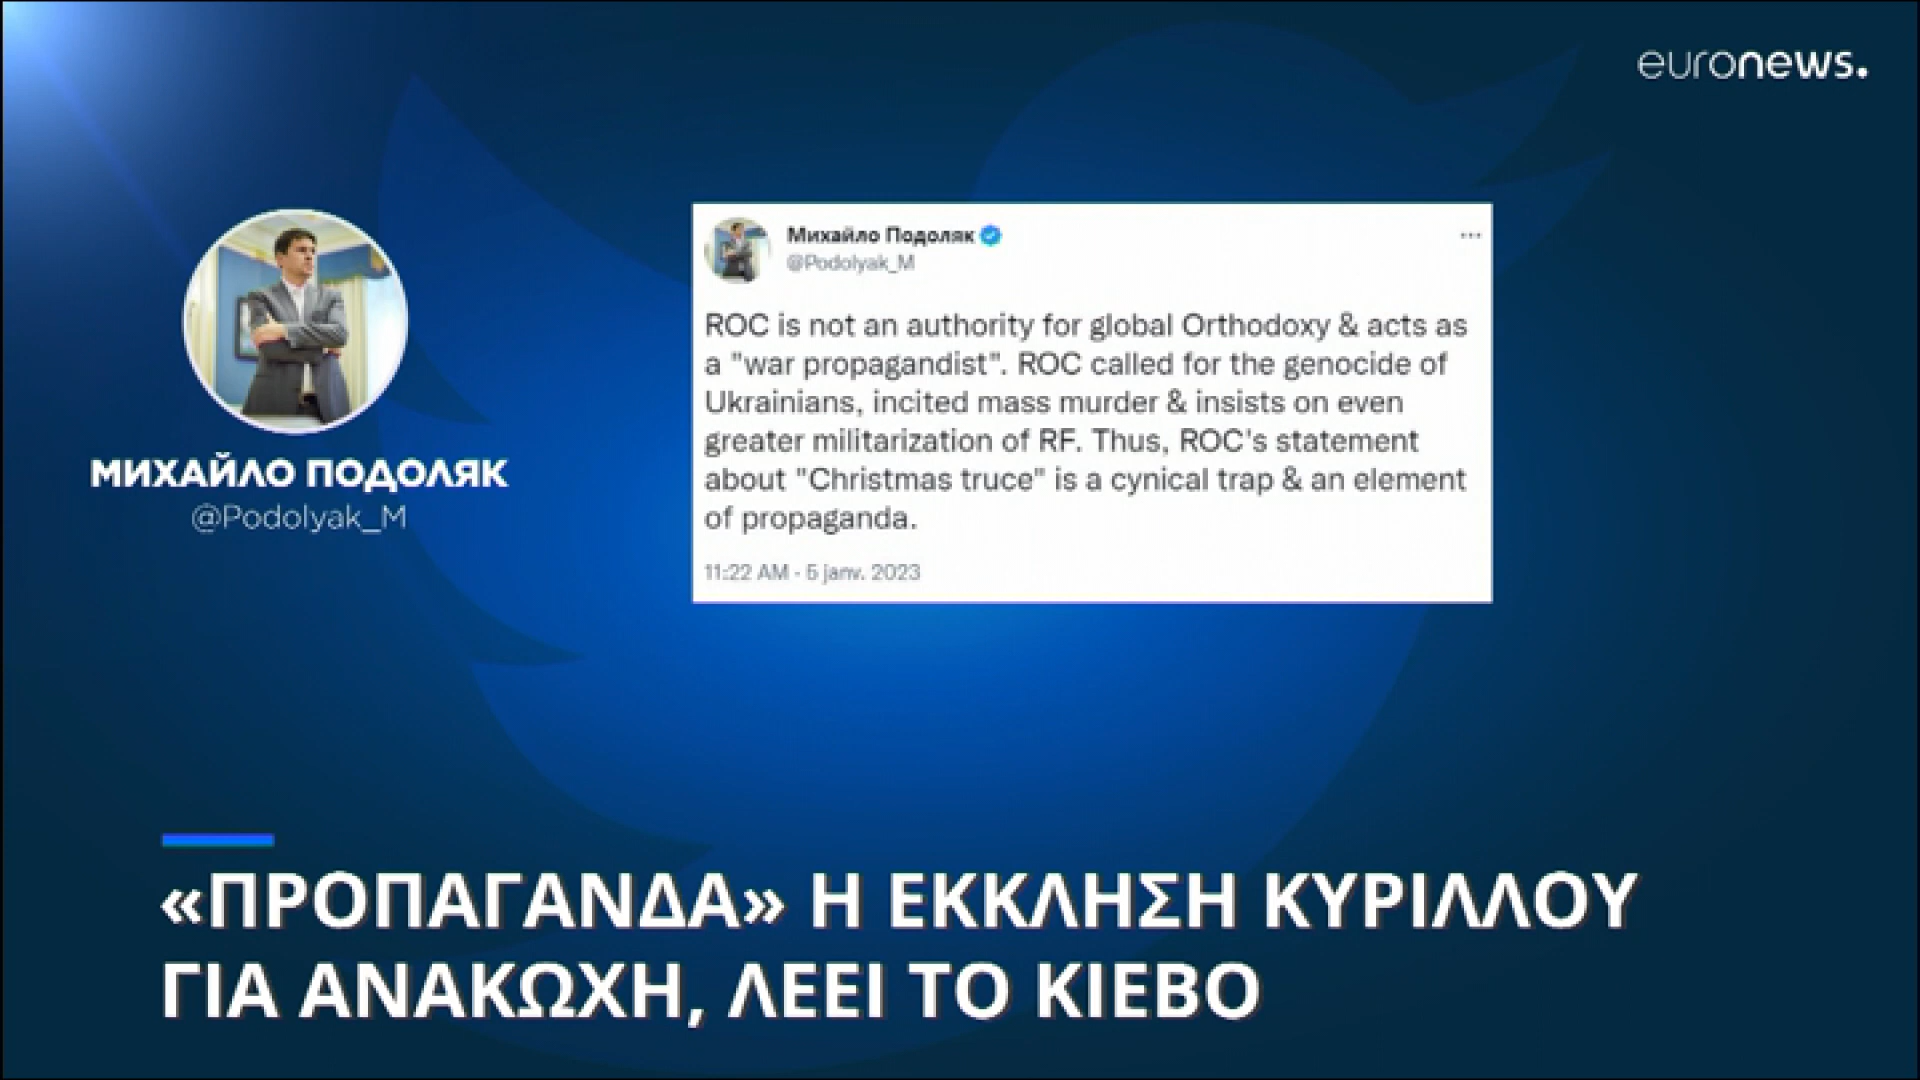 euronews.
Михайло Подоляк
@Podolyak_M
ROC is not an authority for global Orthodoxy & acts as
a "war propagandist". ROC called for the genocide of
Ukrainians, incited mass murder & insists on even
greater militarization of RF. Thus, ROC's statement
about "Christmas truce" is a cynical trap & an element
of propaganda.
11:22 AM - 5 janv. 2023
МИХАЙЛО ПОДОЛЯК
@Podolyak_M
«ΠΡΟΠΑΓΑΝΔΑ» Η ΕΚΚΛΗΣΗ ΚΥΡΙΛΛΟΥ
ΓΙΑ ΑΝΑΚΩΧΗ, ΛΕΕΙ ΤΟ ΚΙΕΒΟ